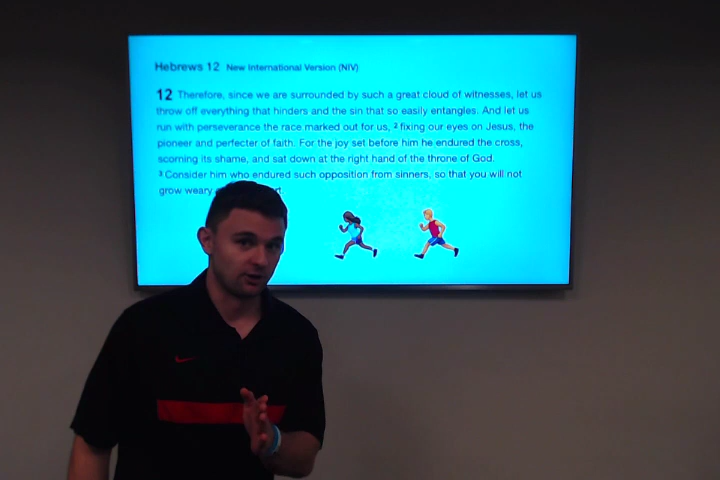 Hebrews 12 New International Version (NIV)
12 Therefore, since we are surrounded by such a great cloud of witnesses, let us
throw off everything that hinders and the sin that so easily entangles. And let us
run with perseverance the race marked out for us, 2 fixing our eyes on Jesus, the
pioneer and perfecter of faith. For the joy set before him he endured the cross,
scorning its shame, and sat down at the right hand of the throne of God.
3 Consider him who endured such opposition from sinners, so that you will not
grow weary